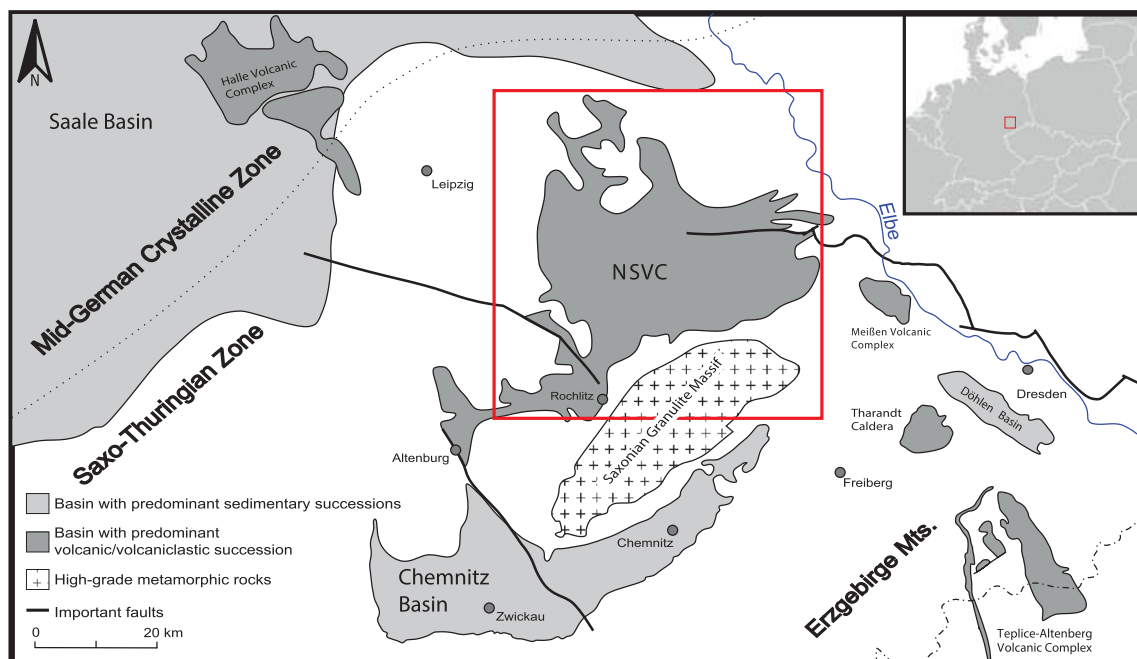 N
Halle Volcanic
Complex
Saale Basin
Mid-German Crystalline Zone
Saxo-Thuringian Zone
Leipzig
NSVC
Elbe
Meißen Volcanic
Complex
Dresden
Döhlen Basin
Tharandt
Caldera
Freiberg
Rochlitz
Saxonian Granulite Massif
Altenburg
Chemnitz
Chemnitz
Basin
Zwickau
Erzgebirge Mts.
Teplice-Altenberg
Volcanic Complex
Basin with predominant sedimentary successions
Basin with predominant
volcanic/volcaniclastic succession
High-grade metamorphic rocks
Important faults
0 20 km